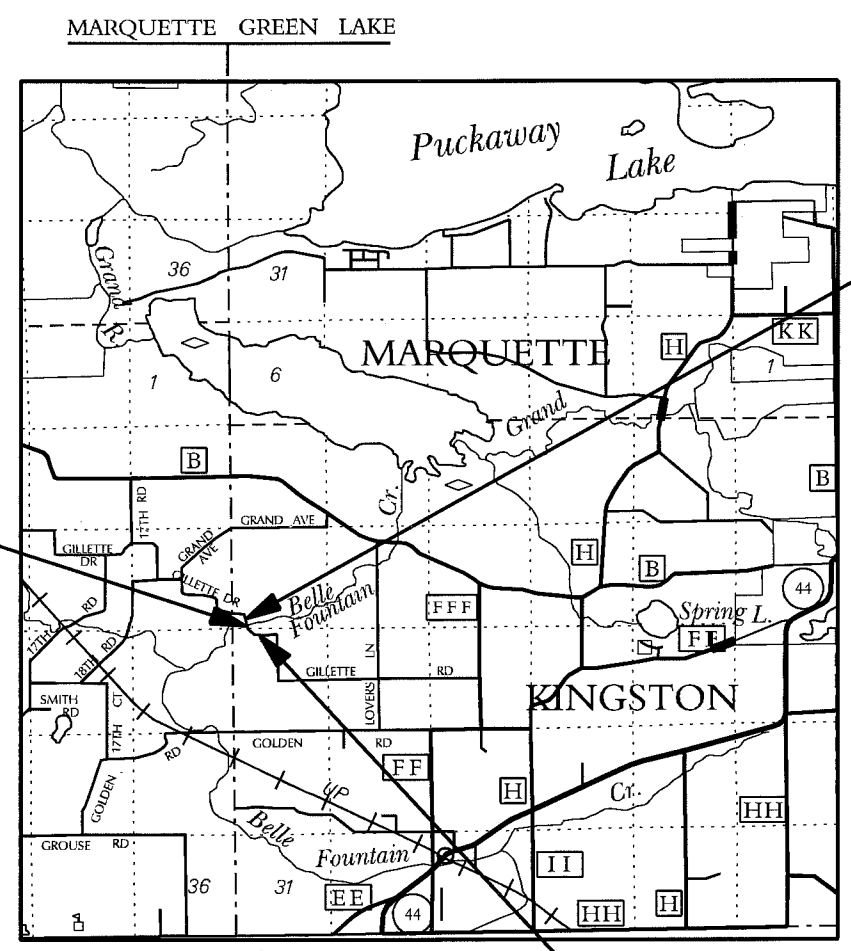 MARQUETTE GREEN LAKE
Puckaway
Lake
Grand
R.
36
31
MARQUETTE
H
KK
1
1
6
Grand
B
B
12TH RD
Cr
GRAND AVE
GRAND
AVE
GILLETTE
DR
GILLETTE DR
H
B
44
Belle
Fountain
FFF
Spring L.
FF
17TH RD
18TH RD
LOVERS LN
GILLETTE RD
KINGSTON
SMITH
RD
17TH CT
GOLDEN RD
GOLDEN RD
FF
UP
H
Cr
HH
Belle
Fountain
GROUSE RD
II
36
31
EE
44
HH
H